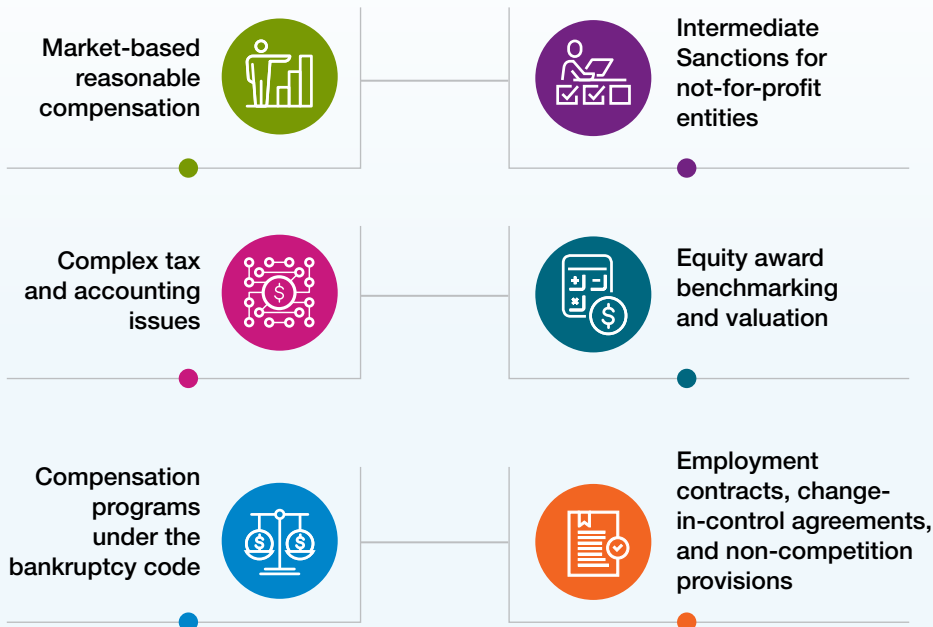 Market-based
reasonable
compensation
Intermediate
Sanctions for
not-for-profit
entities
Complex tax
and accounting
issues
$
Equity award
benchmarking
and valuation
$
Compensation
programs
under the
bankruptcy code
$ $
Employment
contracts, change-
in-control agreements,
and non-competition
provisions